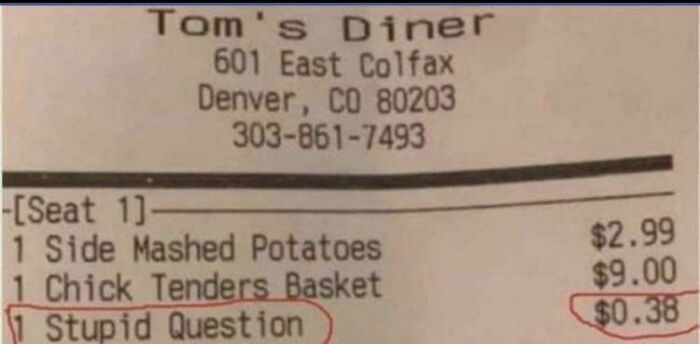 Tom's Diner
601 East Colfax
Denver, CO 80203
303-861-7493
-[Seat 1]-
1 Side Mashed Potatoes $2.99
1 Chick Tenders Basket $9.00
1 Stupid Question $0.38